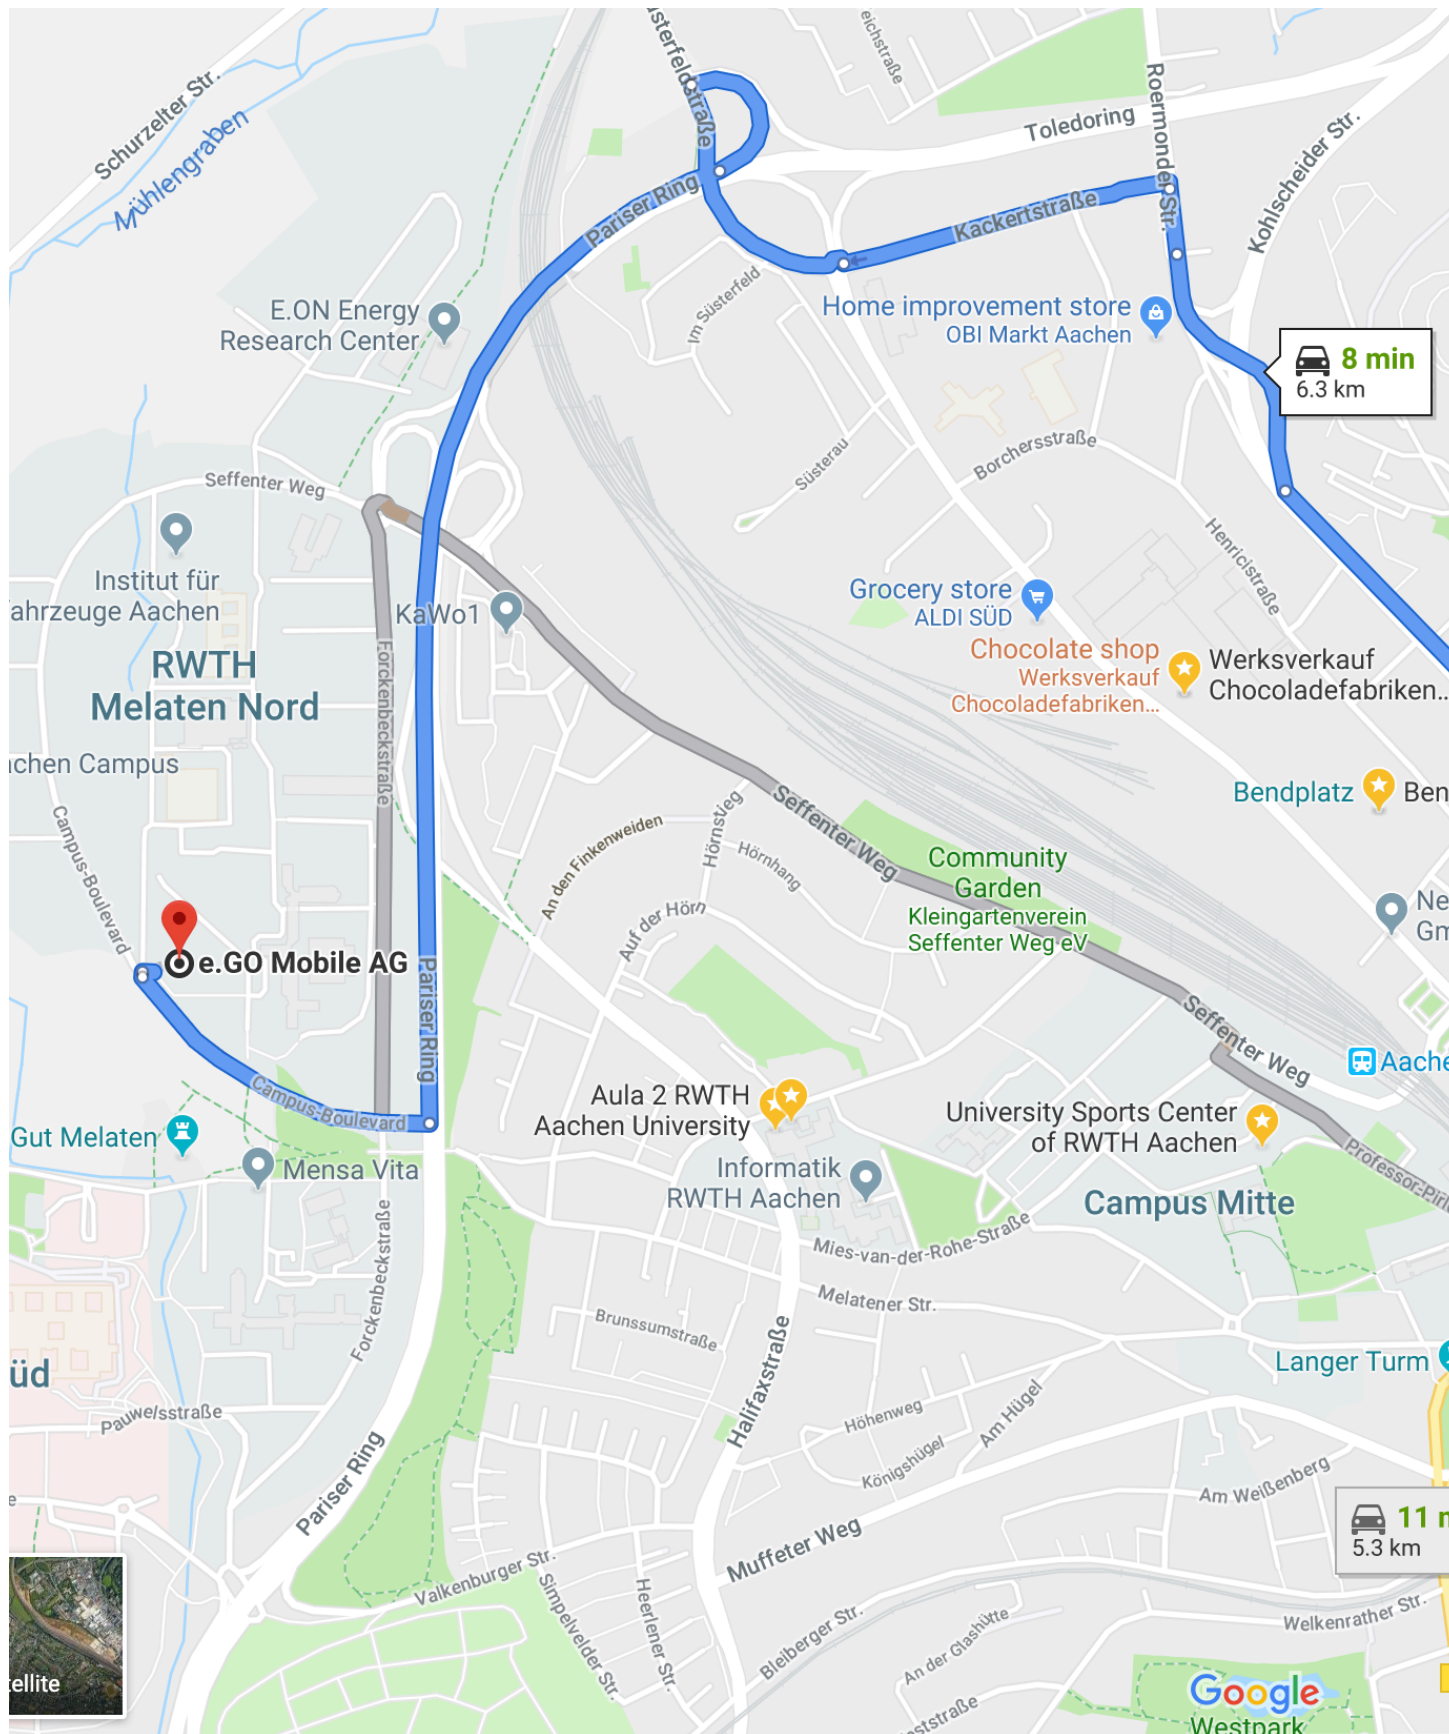 Schurzelter Str.
Mühlengraben
Toledoring
Roermonder Str.
Kohlscheider Str.
Pariser Ring
Kackertstraße
E.ON Energy
Research Center
Im Süsterfeld
Home improvement store
OBI Markt Aachen
8 min
6.3 km
Borchersstraße
Süsterau
Seffenter Weg
Henricistraße
Institut für
ahrzeuge Aachen
KaWo1
Grocery store
ALDI SÜD
Chocolate shop
Werksverkauf
Chocoladefabriken...
Werksverkauf
Chocoladefabriken...
RWTH
Melaten Nord
Forckenbeckstraße
achen Campus
Bendplatz
Ben
Campus-Boulevard
Seffenter Weg
An den Finkenweiden
Hörnstieg
Hörnhang
Community
Garden
Kleingartenverein
Seffenter Weg eV
Auf der Hörn
Ne
Gm
e.GO Mobile AG
Pariser Ring
Seffenter Weg
Aache
Campus-Boulevard
Aula 2 RWTH
Aachen University
University Sports Center
of RWTH Aachen
Gut Melaten
Mensa Vita
Informatik
RWTH Aachen
Campus Mitte
Mies-van-der-Rohe-Straße
Melatener Str.
Forckenbeckstraße
Brunssumstraße
Halifaxstraße
Langer Turm
üd
Pauwelsstraße
Höhenweg
Am Hügel
Königshügel
Pariser Ring
Am Weißenberg
11 m
5.3 km
Muffeter Weg
Valkenburger Str.
Simpelvelder Str.
Heerlener Str.
Bleiberger Str.
An der Glashütte
Welkenrather Str.
tellite
Google
Westpark